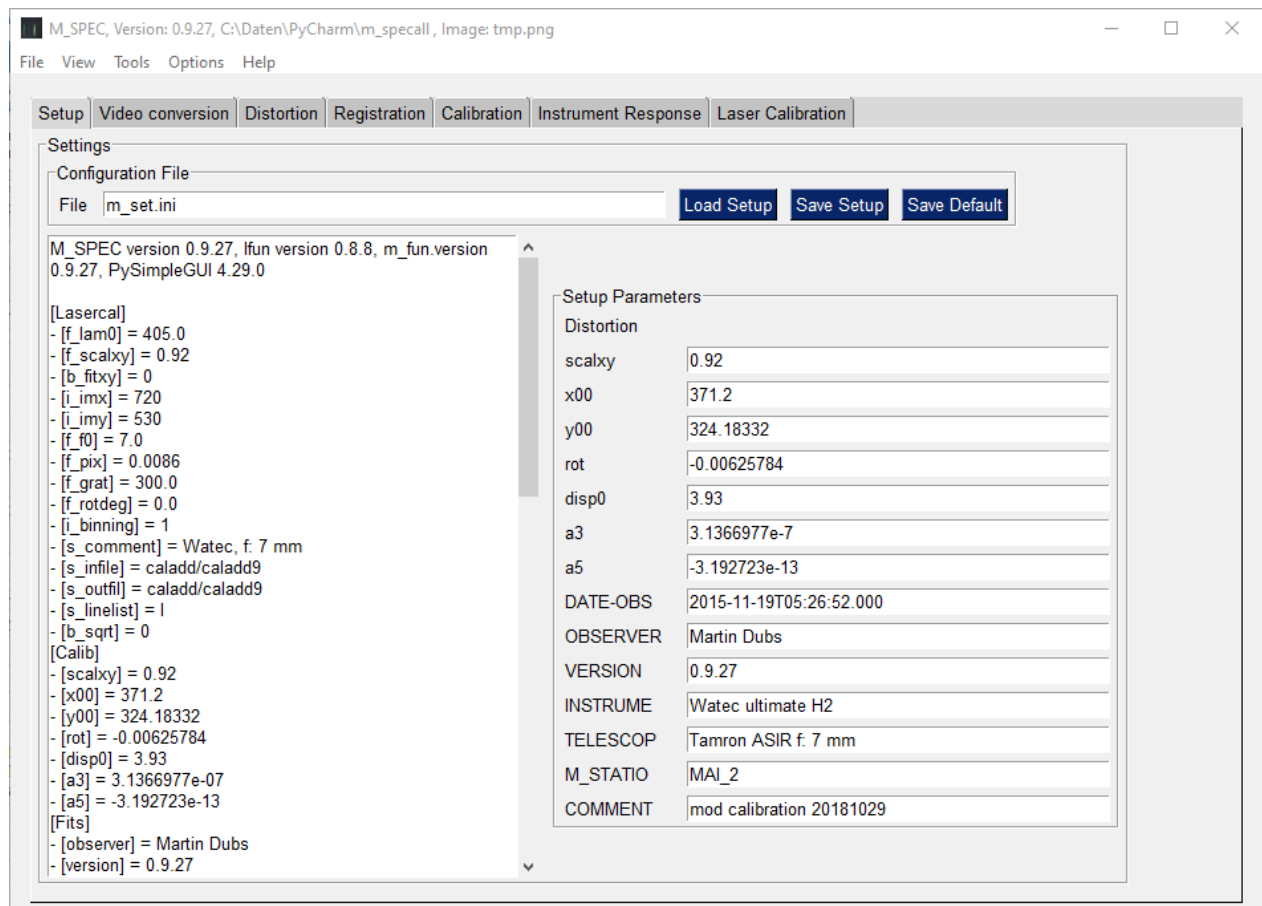 M_SPEC, Version: 0.9.27, C:\Daten\PyCharm\m_specall , Image: tmp.png
File View Tools Options Help
Setup Video conversion Distortion Registration Calibration Instrument Response Laser Calibration
Settings
Configuration File
File m_set.ini Load Setup Save Setup Save Default
M_SPEC version 0.9.27, lfun version 0.8.8, m_fun.version
0.9.27, PySimpleGUI 4.29.0
[Lasercal]
- [f_lam0] = 405.0
- [f_scalxy] = 0.92
- [b_fitxy] = 0
- [i_imx] = 720
- [i_imy] = 530
- [f_f0] = 7.0
- [f_pix] = 0.0086
- [f_grat] = 300.0
- [f_rotdeg] = 0.0
- [i_binning] = 1
- [s_comment] = Watec, f: 7 mm
- [s_infile] = caladd/caladd9
- [s_outfil] = caladd/caladd9
- [s_linelist] = l
- [b_sqrt] = 0
[Calib]
- [scalxy] = 0.92
- [x00] = 371.2
- [y00] = 324.18332
- [rot] = -0.00625784
- [disp0] = 3.93
- [a3] = 3.1366977e-07
- [a5] = -3.192723e-13
[Fits]
- [observer] = Martin Dubs
- [version] = 0.9.27
Setup Parameters
Distortion
scalxy 0.92
x00 371.2
y00 324.18332
rot -0.00625784
disp0 3.93
a3 3.1366977e-7
a5 -3.192723e-13
DATE-OBS 2015-11-19T05:26:52.000
OBSERVER Martin Dubs
VERSION 0.9.27
INSTRUME Watec ultimate H2
TELESCOP Tamron ASIR f: 7 mm
M_STATIO MAI_2
COMMENT mod calibration 20181029